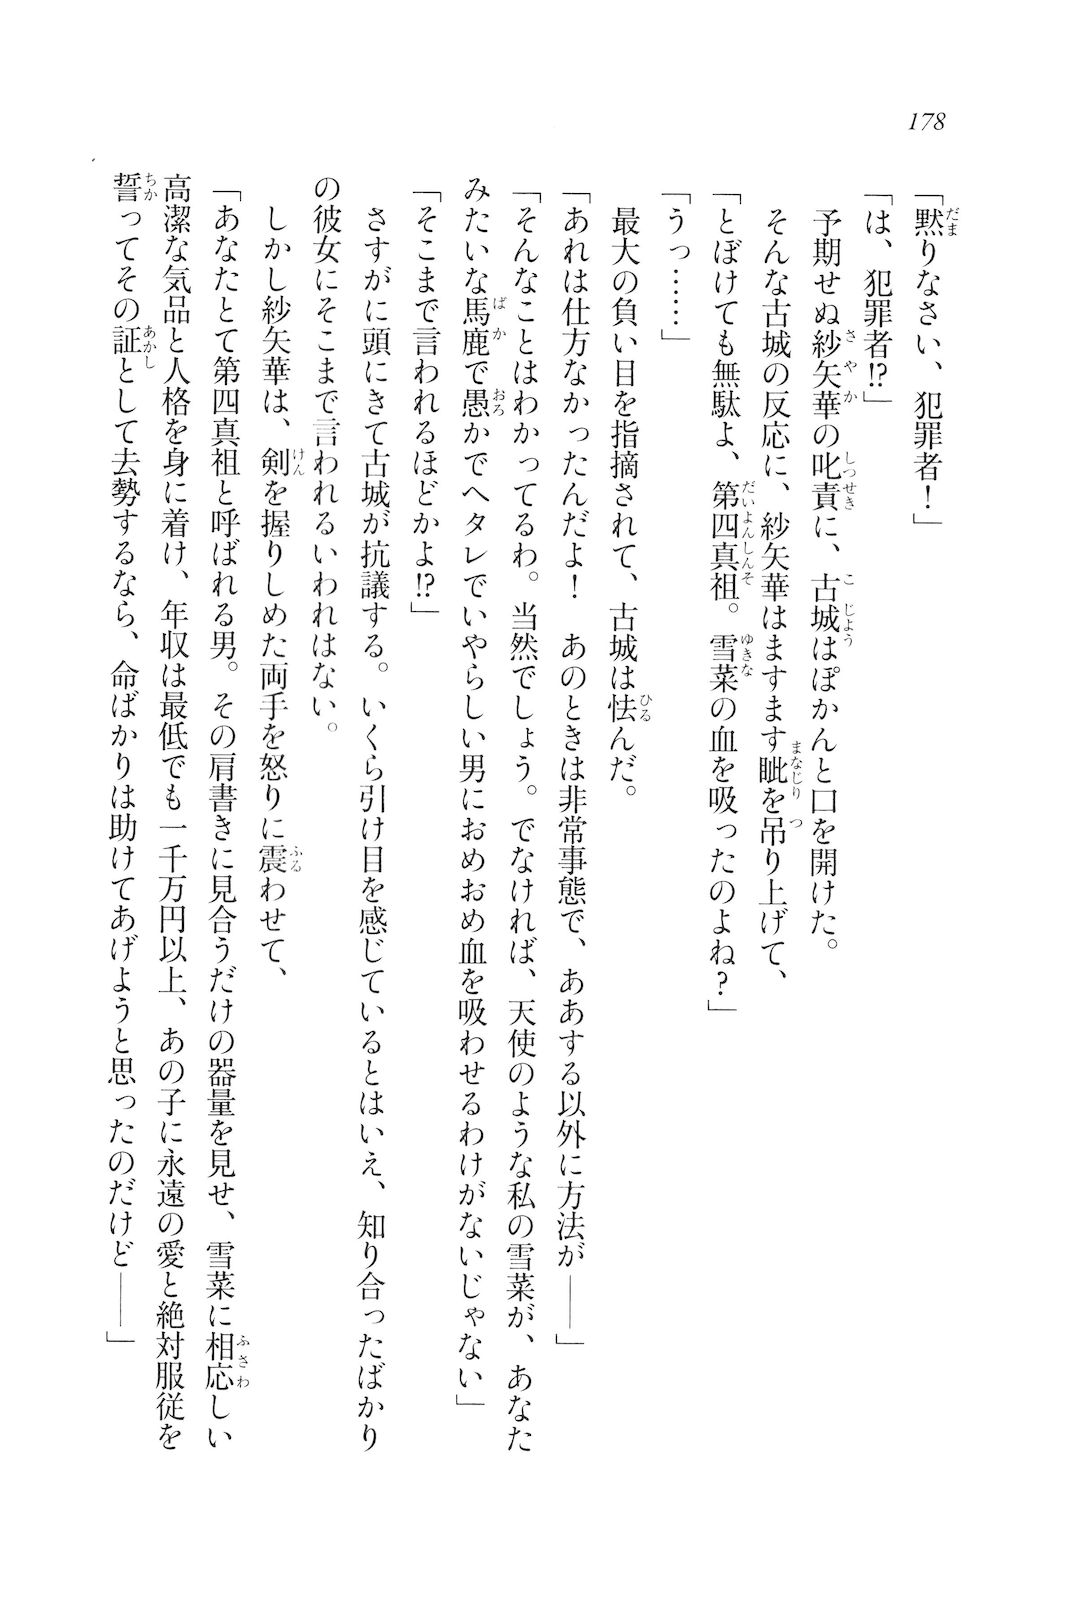 178
「黙りなさい、犯罪者！」
「は、犯罪者!?」
　予期せぬ紗矢華の叱責に、古城はぽかんと口を開けた。
　そんな古城の反応に、紗矢華はますます眦を吊り上げて、
「とぼけても無駄よ、第四真祖。雪菜の血を吸ったのよね？」
「うっ……」
　最大の負い目を指摘されて、古城は怯んだ。
「あれは仕方なかったんだよ！　あのときは非常事態で、ああする以外に方法が――」
「そんなことはわかってるわ。当然でしょう。でなければ、天使のような私の雪菜が、あなた
みたいな馬鹿で愚かでヘタレでいやらしい男におめおめ血を吸わせるわけがないじゃない」
「そこまで言われるほどかよ!?」
　さすがに頭にきて古城が抗議する。いくら引け目を感じているとはいえ、知り合ったばかり
の彼女にそこまで言われるいわれはない。
　しかし紗矢華は、剣を握りしめた両手を怒りに震わせて、
「あなたとて第四真祖と呼ばれる男。その肩書きに見合うだけの器量を見せ、雪菜に相応しい
高潔な気品と人格を身に着け、年収は最低でも一千万円以上、あの子に永遠の愛と絶対服従を
誓ってその証として去勢するなら、命ばかりは助けてあげようと思ったのだけど――」